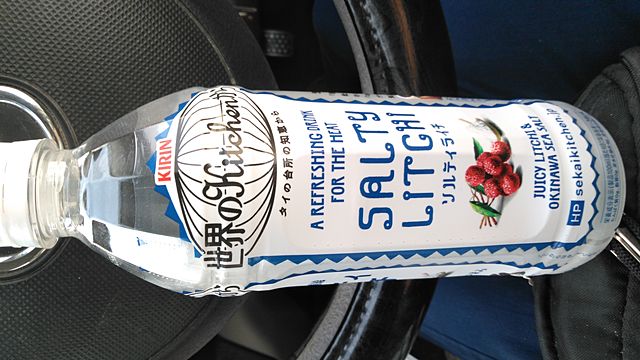 KIRIN
世界のKitchenから
タイの台所の知恵から
A REFRESHING DRINK
FOR THE HEAT
SALTY
LITCHI
ソルティライチ
JUICY LITCHI &
OKINAWA SEA SALT
HP sekaikitchen.jp